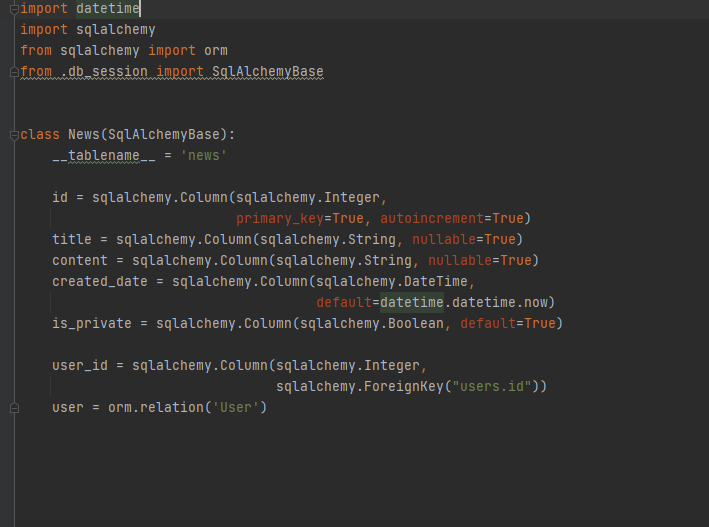 import datetime
import sqlalchemy
from sqlalchemy import orm
from .db_session import SqlAlchemyBase
class News(SqlAlchemyBase):
__tablename__ = 'news'
id = sqlalchemy.Column(sqlalchemy.Integer,
primary_key=True, autoincrement=True)
title = sqlalchemy.Column(sqlalchemy.String, nullable=True)
content = sqlalchemy.Column(sqlalchemy.String, nullable=True)
created_date = sqlalchemy.Column(sqlalchemy.DateTime,
default=datetime.datetime.now)
is_private = sqlalchemy.Column(sqlalchemy.Boolean, default=True)
user_id = sqlalchemy.Column(sqlalchemy.Integer,
sqlalchemy.ForeignKey("users.id"))
user = orm.relation('User')